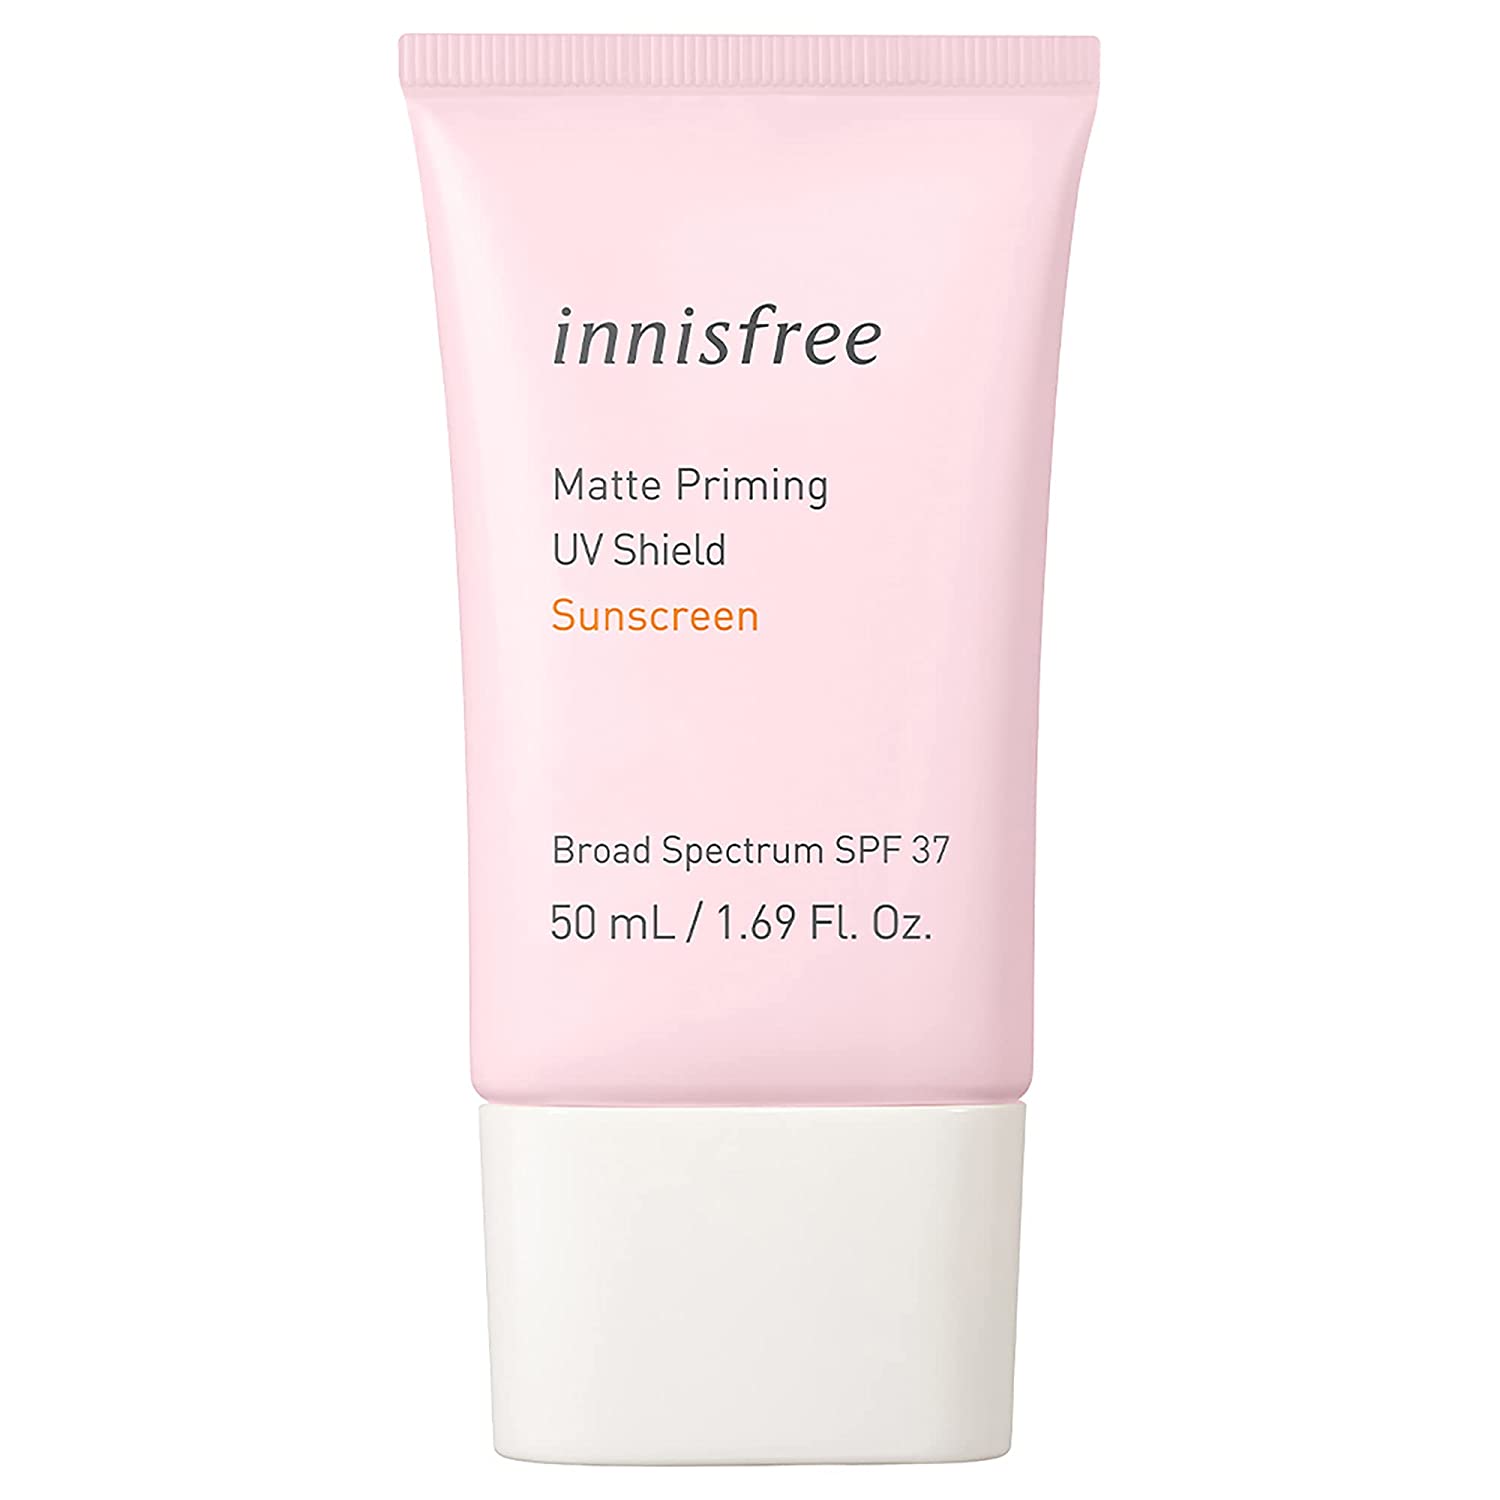 innisfree
Matte Priming
UV Shield
Sunscreen
Broad Spectrum SPF 37
50 mL / 1.69 Fl. Oz.